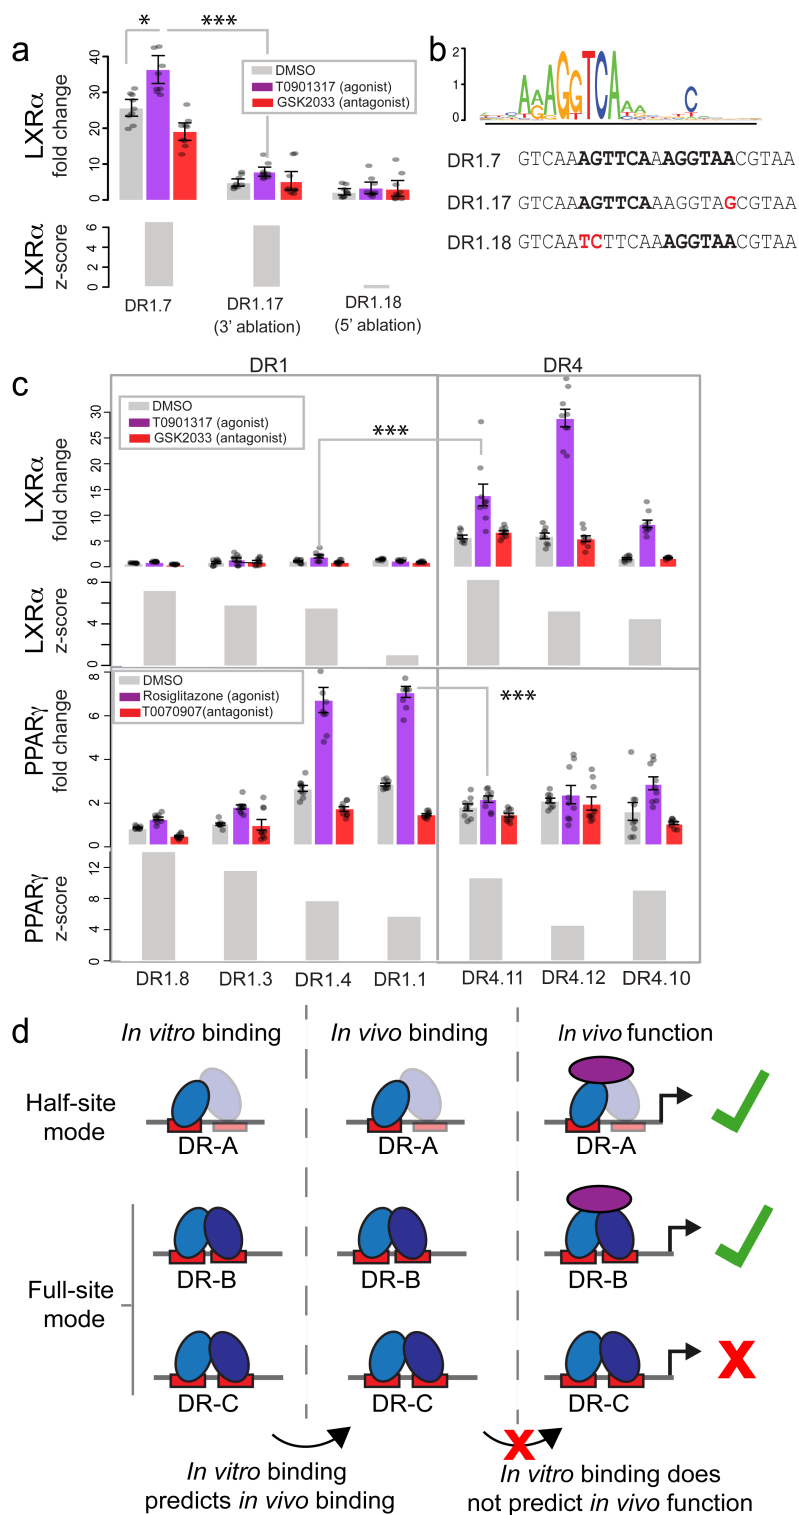 a
* ***
LXRα
fold change
40
30
20
10
0
DMSO
T0901317 (agonist)
GSK2033 (antagonist)
LXRα
z-score
6
4
2
0
DR1.7
DR1.17
(3' ablation)
DR1.18
(5' ablation)
b
2
1
0
AAAGGTCAAA C
DR1.7 GTCAAAGTTCAAAGGTAACGTAA
DR1.17 GTCAAAGTTCAAAGGTAGCGTAA
DR1.18 GTCAATCTTCAAAGGTAACGTAA
c
DR1 DR4
LXRα
fold change
30
25
20
15
10
5
0
DMSO
T0901317 (agonist)
GSK2033 (antagonist)
***
LXRα
z-score
8
4
0
PPARγ
fold change
8
6
4
2
0
DMSO
Rosiglitazone (agonist)
T0070907(antagonist)
***
PPARγ
z-score
12
8
4
0
DR1.8 DR1.3 DR1.4 DR1.1 DR4.11 DR4.12 DR4.10
d
In vitro binding In vivo binding In vivo function
Half-site
mode
DR-A DR-A DR-A
Full-site
mode
DR-B DR-B DR-B
DR-C DR-C DR-C
X
X
In vitro binding
predicts in vivo binding
In vitro binding does
not predict in vivo function